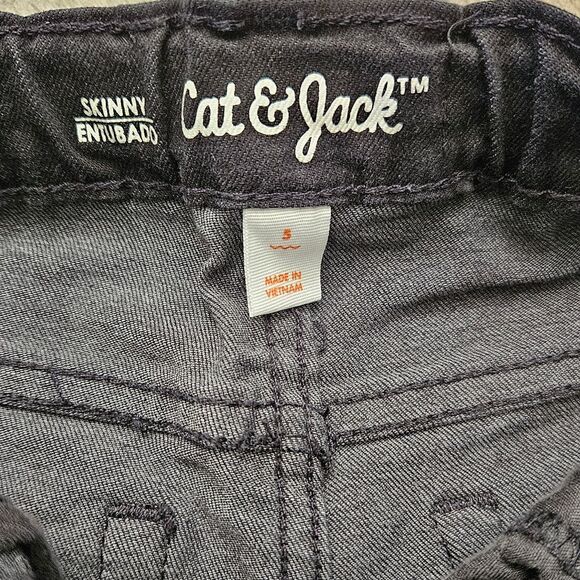 SKINNY
ENTUBADO
Cat & Jack™
5
MADE IN
VIETNAM